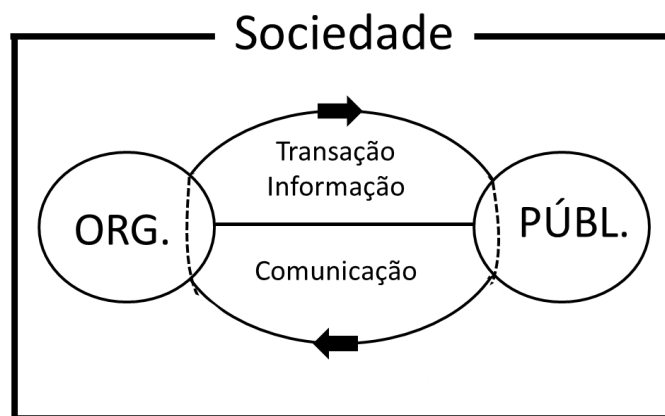 Sociedade
Transação
Informação
ORG.
PÚBL.
Comunicação